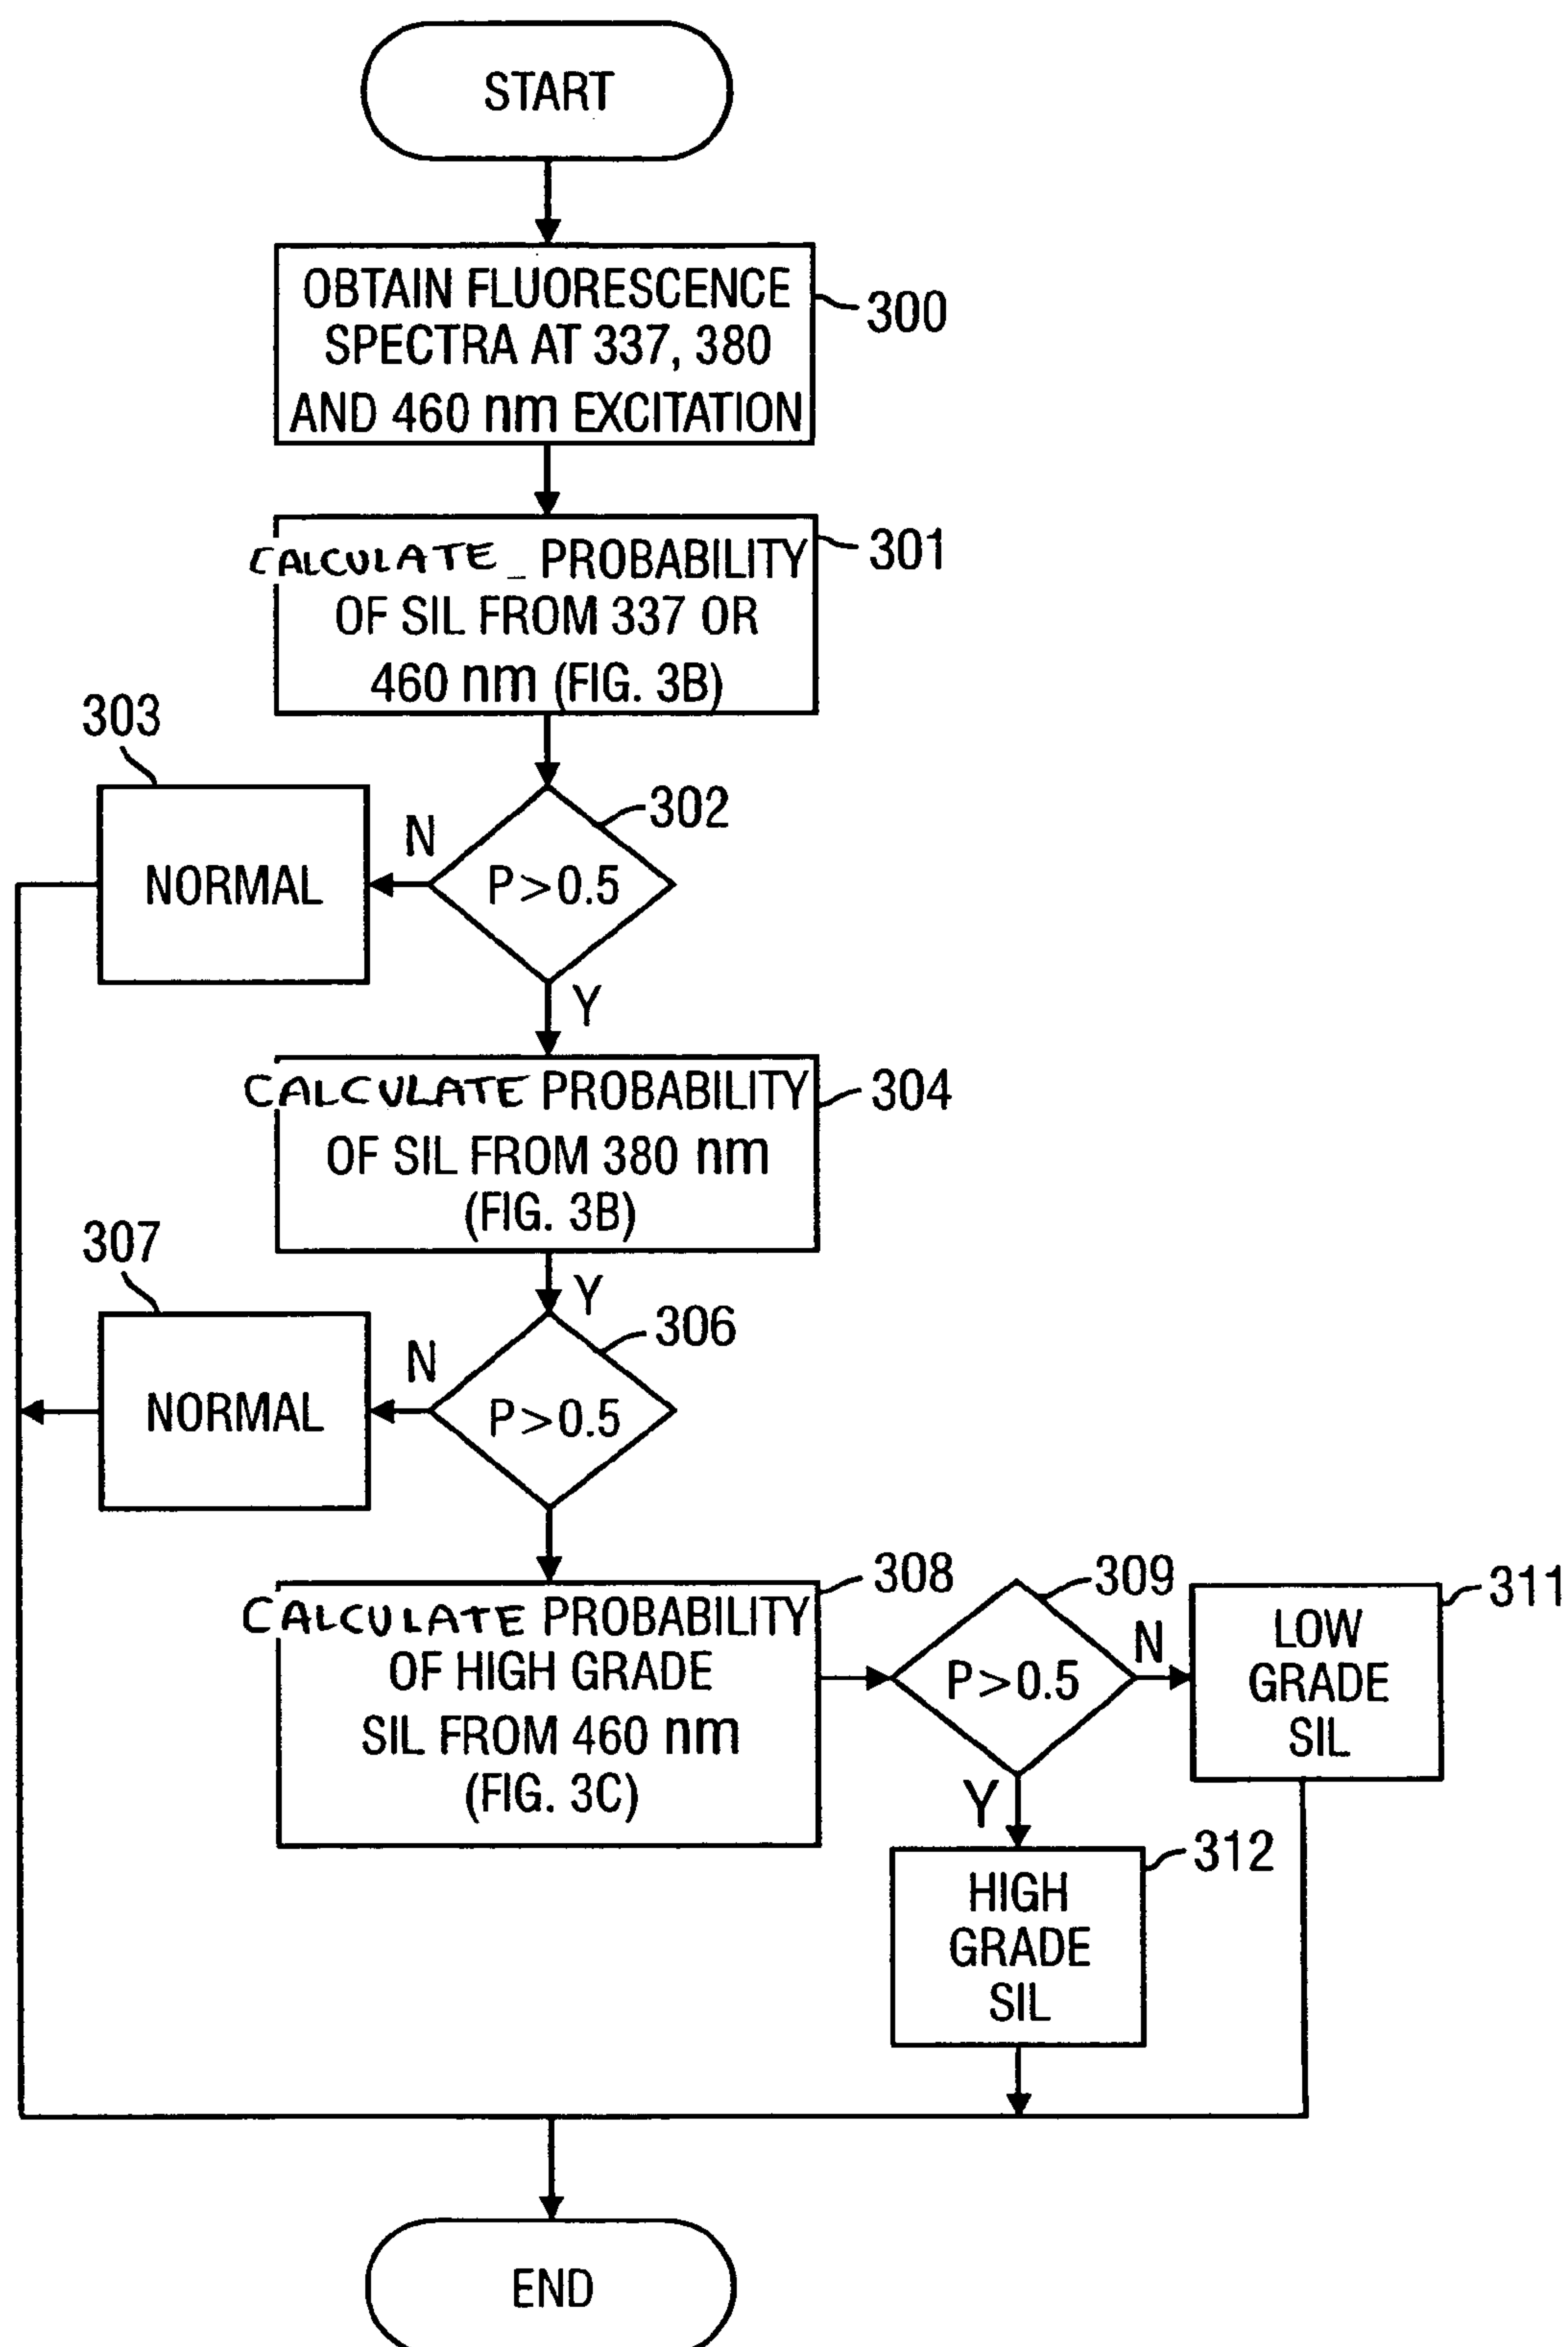 START
OBTAIN FLUORESCENCE
SPECTRA AT 337, 380
AND 460 nm EXCITATION
300
CALCULATE PROBABILITY
OF SIL FROM 337 OR
460 nm (FIG. 3B)
301
302
P>0.5
N
303
NORMAL
Y
CALCULATE PROBABILITY
OF SIL FROM 380 nm
(FIG. 3B)
304
Y
306
P>0.5
N
307
NORMAL
CALCULATE PROBABILITY
OF HIGH GRADE
SIL FROM 460 nm
(FIG. 3C)
308
309
P>0.5
N
311
LOW
GRADE
SIL
Y
312
HIGH
GRADE
SIL
END